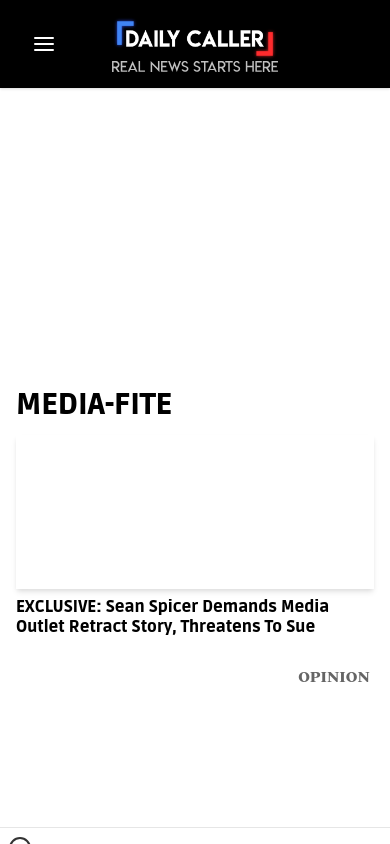 DAILY CALLER
REAL NEWS STARTS HERE
MEDIA-FITE
EXCLUSIVE: Sean Spicer Demands Media
Outlet Retract Story, Threatens To Sue
OPINION